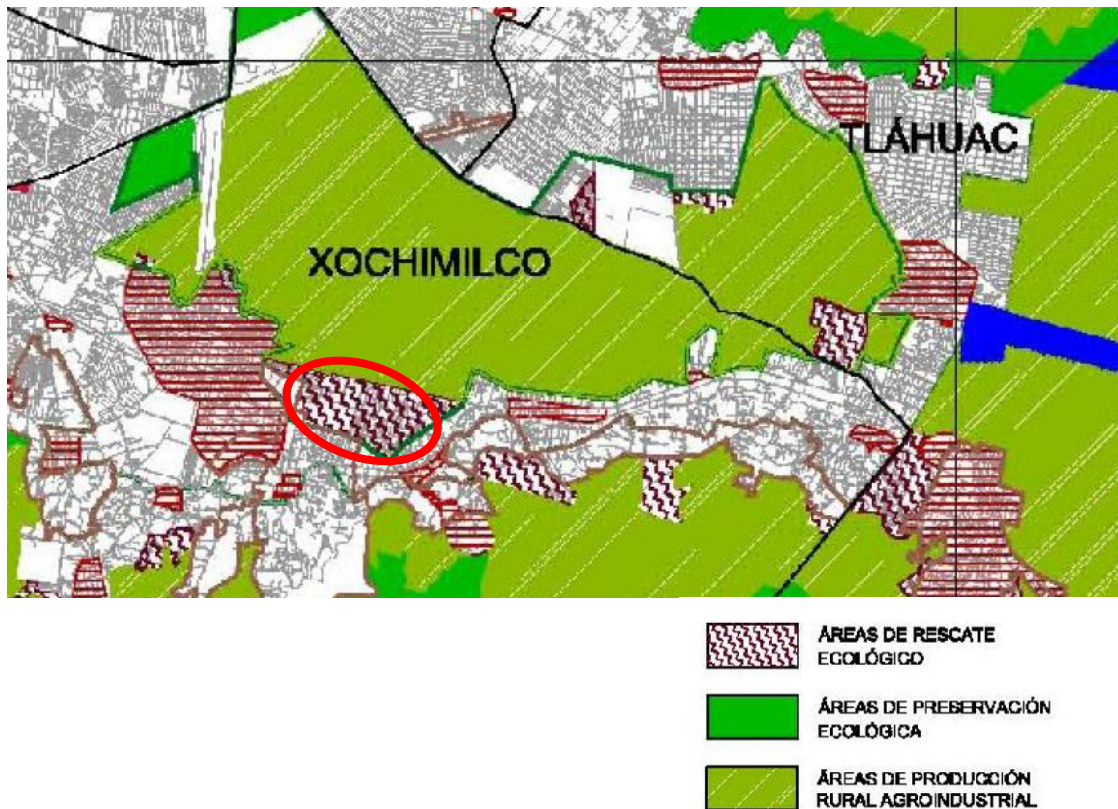 TLÁHUAC
XOCHIMILCO
ÁREAS DE RESCATE
ECOLÓGICO
ÁREAS DE PRESERVACIÓN
ECOLÓGICA
ÁREAS DE PRODUCCIÓN
RURAL AGROINDUSTRIAL